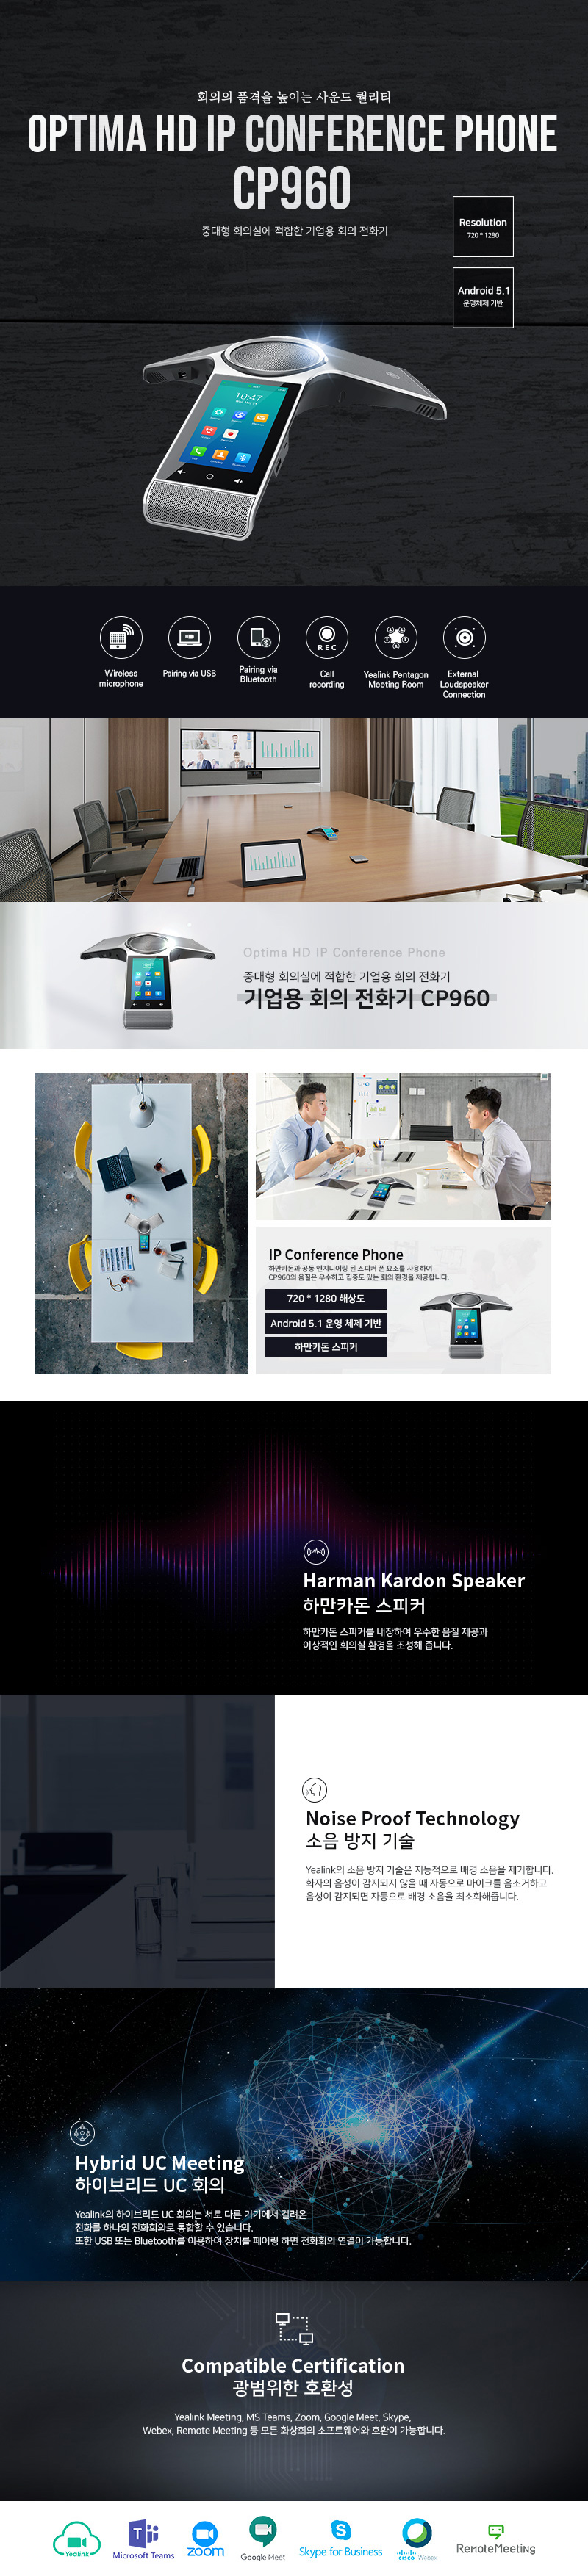 회의의 품격을 높이는 사운드 퀄리티
OPTIMA HD IP CONFERENCE PHONE
CP960
중대형 회의실에 적합한 기업용 회의 전화기
Resolution
720 * 1280
Android 5.1
운영체제 기반
10:47
REC
Wireless
microphone
Pairing via USB
Pairing via
Bluetooth
Call
recording
Yealink Pentagon
Meeting Room
External
Loudspeaker
Connection
Optima HD IP Conference Phone
중대형 회의실에 적합한 기업용 회의 전화기
기업용 회의 전화기 CP960
IP Conference Phone
하만카돈과 공동 엔지니어링 된 스피커 폰 요소를 사용하여
CP960의 음질은 우수하고 집중도 있는 회의 환경을 제공합니다.
720 * 1280 해상도
Android 5.1 운영 체제 기반
하만카돈 스피커
Harman Kardon Speaker
하만카돈 스피커
하만카돈 스피커를 내장하여 우수한 음질 제공과
이상적인 회의실 환경을 조성해 줍니다.
Noise Proof Technology
소음 방지 기술
Yealink의 소음 방지 기술은 지능적으로 배경 소음을 제거합니다.
화자의 음성이 감지되지 않을 때 자동으로 마이크를 음소거하고
음성이 감지되면 자동으로 배경 소음을 최소화해줍니다.
Hybrid UC Meeting
하이브리드 UC 회의
Yealink의 하이브리드 UC 회의는 서로 다른 기기에서 걸려온
전화를 하나의 전화회의로 통합할 수 있습니다.
또한 USB 또는 Bluetooth를 이용하여 장치를 페어링 하면 전화회의 연결이 가능합니다.
Compatible Certification
광범위한 호환성
Yealink Meeting, MS Teams, Zoom, Google Meet, Skype,
Webex, Remote Meeting 등 모든 화상회의 소프트웨어와 호환이 가능합니다.
Yealink
Microsoft Teams
zoom
Google Meet
Skype for Business
cisco Webex
RemoteMeeting